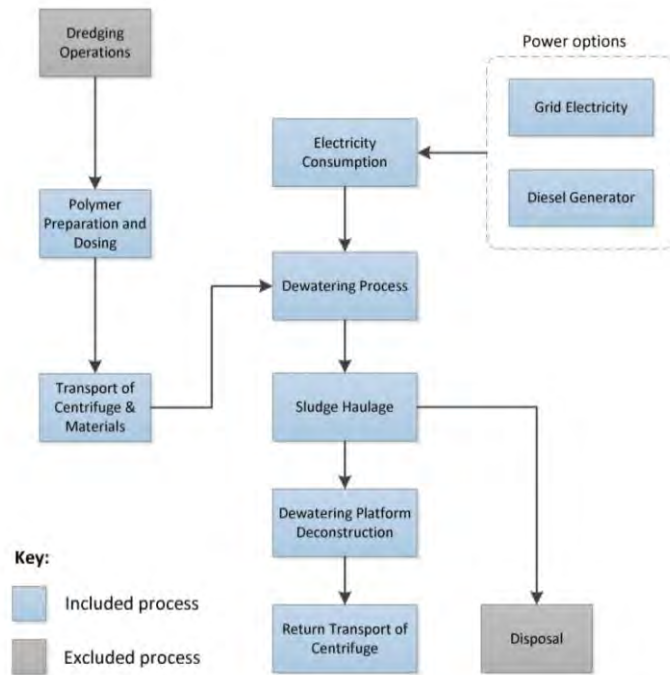 Dredging
Operations
Power options
Grid Electricity
Electricity
Consumption
Diesel Generator
Polymer
Preparation and
Dosing
Dewatering Process
Transport of
Centrifuge &
Materials
Sludge Haulage
Dewatering Platform
Deconstruction
Key:
Included process
Return Transport of
Centrifuge
Disposal
Excluded process